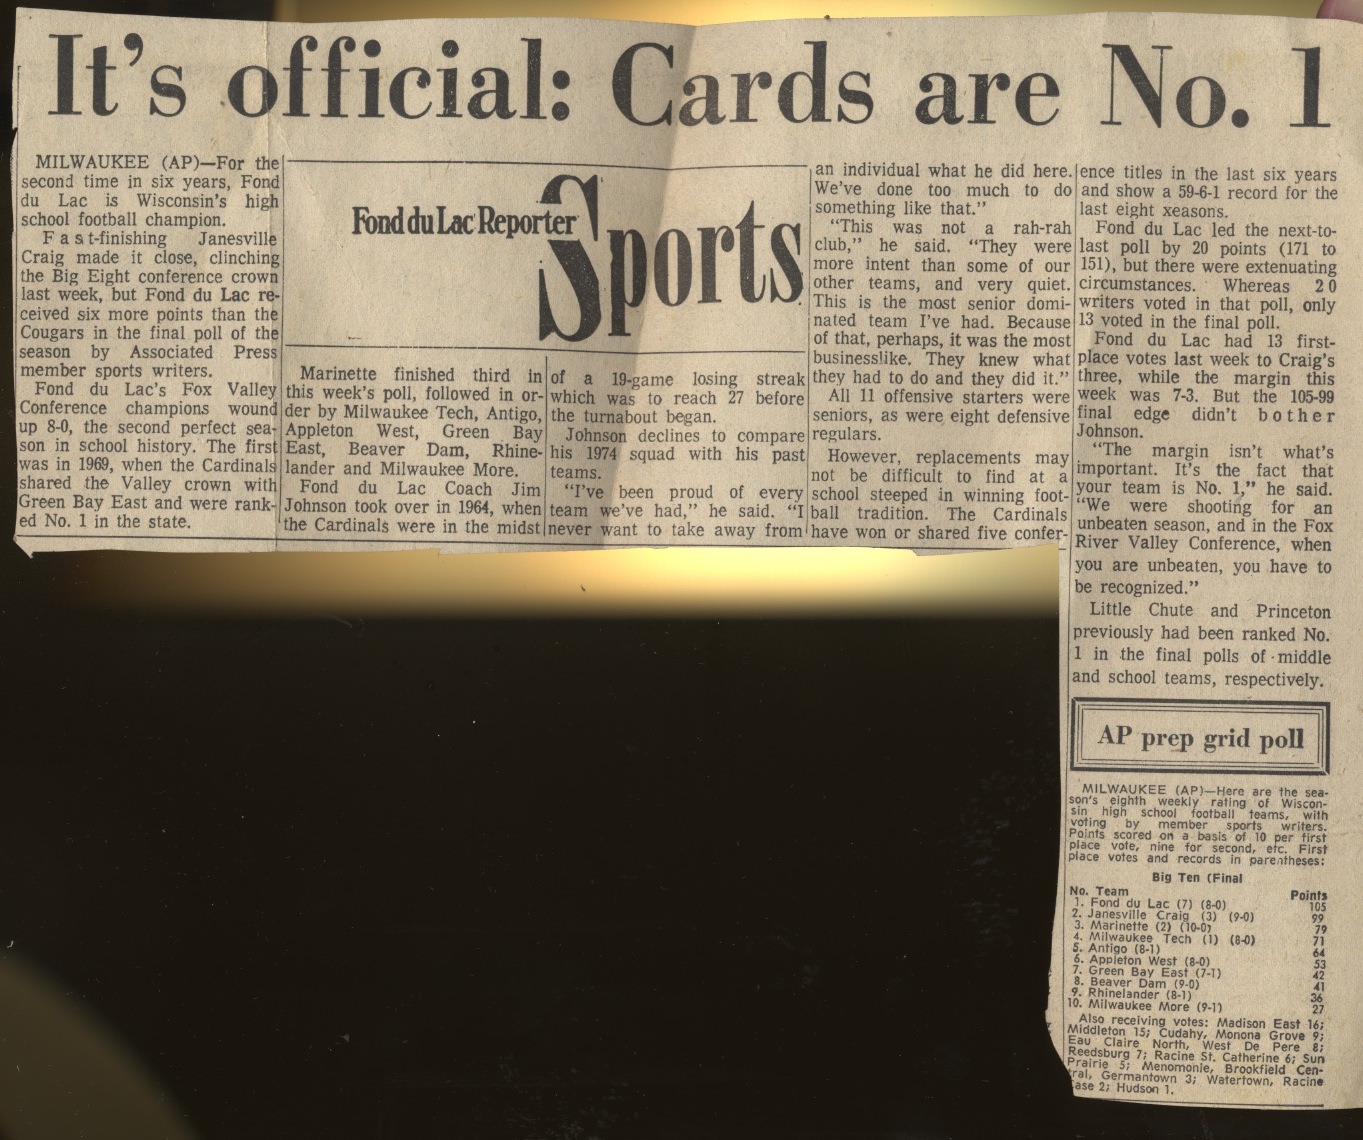 It's official: Cards are No. 1
MILWAUKEE (AP)—For the
second time in six years, Fond
du Lac is Wisconsin's high
school football champion.
Fast-finishing Janesville
Craig made it close, clinching
the Big Eight conference crown
last week, but Fond du Lac re-
ceived six more points than the
Cougars in the final poll of the
season by Associated Press
member sports writers.
Fond du Lac's Fox Valley
Conference champions wound
up 8-0, the second perfect sea-
son in school history. The first
was in 1969, when the Cardinals
shared the Valley crown with
Green Bay East and were rank-
ed No. 1 in the state.
Fond du Lac Reporter
Sports
Marinette finished third in
this week's poll, followed in or-
der by Milwaukee Tech, Antigo,
Appleton West, Green Bay
East, Beaver Dam, Rhine-
lander and Milwaukee More.
Fond du Lac Coach Jim
Johnson took over in 1964, when
the Cardinals were in the midst
of a 19-game losing streak
which was to reach 27 before
the turnabout began.
Johnson declines to compare
his 1974 squad with his past
teams.
"I've been proud of every
team we've had," he said. "I
never want to take away from
an individual what he did here.
We've done too much to do
something like that."
"This was not a rah-rah
club," he said. "They were
more intent than some of our
other teams, and very quiet.
This is the most senior domi-
nated team I've had. Because
of that, perhaps, it was the most
businesslike. They knew what
they had to do and they did it."
All 11 offensive starters were
seniors, as were eight defensive
regulars.
However, replacements may
not be difficult to find at a
school steeped in winning foot-
ball tradition. The Cardinals
have won or shared five confer-
ence titles in the last six years
and show a 59-6-1 record for the
last eight xeasons.
Fond du Lac led the next-to-
last poll by 20 points (171 to
151), but there were extenuating
circumstances. Whereas 20
writers voted in that poll, only
13 voted in the final poll.
Fond du Lac had 13 first-
place votes last week to Craig's
three, while the margin this
week was 7-3. But the 105-99
final edge didn't bother
Johnson.
"The margin isn't what's
important. It's the fact that
your team is No. 1," he said.
"We were shooting for an
unbeaten season, and in the Fox
River Valley Conference, when
you are unbeaten, you have to
be recognized."
Little Chute and Princeton
previously had been ranked No.
1 in the final polls of middle
and school teams, respectively.
AP prep grid poll
MILWAUKEE (AP)—Here are the sea-
son's eighth weekly rating of Wiscon-
sin high school football teams, with
voting by member sports writers.
Points scored on a basis of 10 per first
place vote, nine for second, etc. First
place votes and records in parentheses:
Big Ten (Final
No. Team Points
1. Fond du Lac (7) (8-0) 105
2. Janesville Craig (3) (9-0) 99
3. Marinette (2) (10-0) 79
4. Milwaukee Tech (1) (8-0) 71
5. Antigo (8-1) 64
6. Appleton West (8-0) 53
7. Green Bay East (7-1) 42
8. Beaver Dam (9-0) 41
9. Rhinelander (8-1) 36
10. Milwaukee More (9-1) 27
Also receiving votes: Madison East 16;
Middleton 15; Cudahy, Monona Grove 9;
Eau Claire North, West De Pere 8;
Reedsburg 7; Racine St. Catherine 6; Sun
Prairie 5; Menomonie, Brookfield Cen-
tral, Germantown 3; Watertown, Racine
ase 2; Hudson 1.